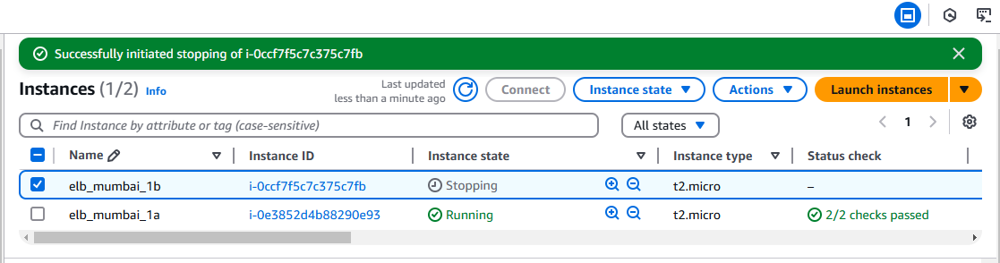 Successfully initiated stopping of i-0ccf7f5c7c375c7fb
Instances (1/2) Info
Last updated
less than a minute ago
Connect
Instance state
Actions
Launch instances
Find Instance by attribute or tag (case-sensitive)
All states
1
Name Instance ID Instance state Instance type Status check
elb_mumbai_1b i-0ccf7f5c7c375c7fb Stopping t2.micro –
elb_mumbai_1a i-0e3852d4b88290e93 Running t2.micro 2/2 checks passed